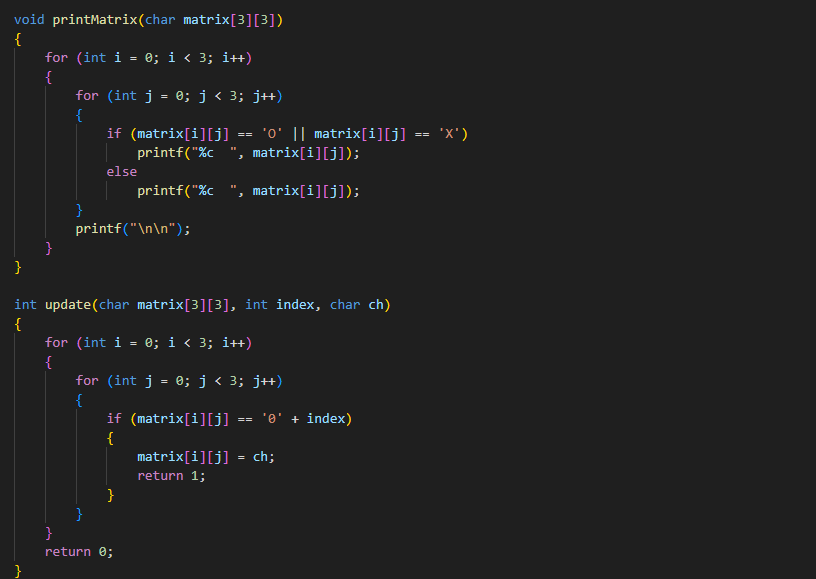 void printMatrix(char matrix[3][3])
{
    for (int i = 0; i < 3; i++)
    {
        for (int j = 0; j < 3; j++)
        {
            if (matrix[i][j] == 'O' || matrix[i][j] == 'X')
                printf("%c  ", matrix[i][j]);
            else
                printf("%c  ", matrix[i][j]);
        }
        printf("\n\n");
    }
}

int update(char matrix[3][3], int index, char ch)
{
    for (int i = 0; i < 3; i++)
    {
        for (int j = 0; j < 3; j++)
        {
            if (matrix[i][j] == '0' + index)
            {
                matrix[i][j] = ch;
                return 1;
            }
        }
    }
    return 0;
}